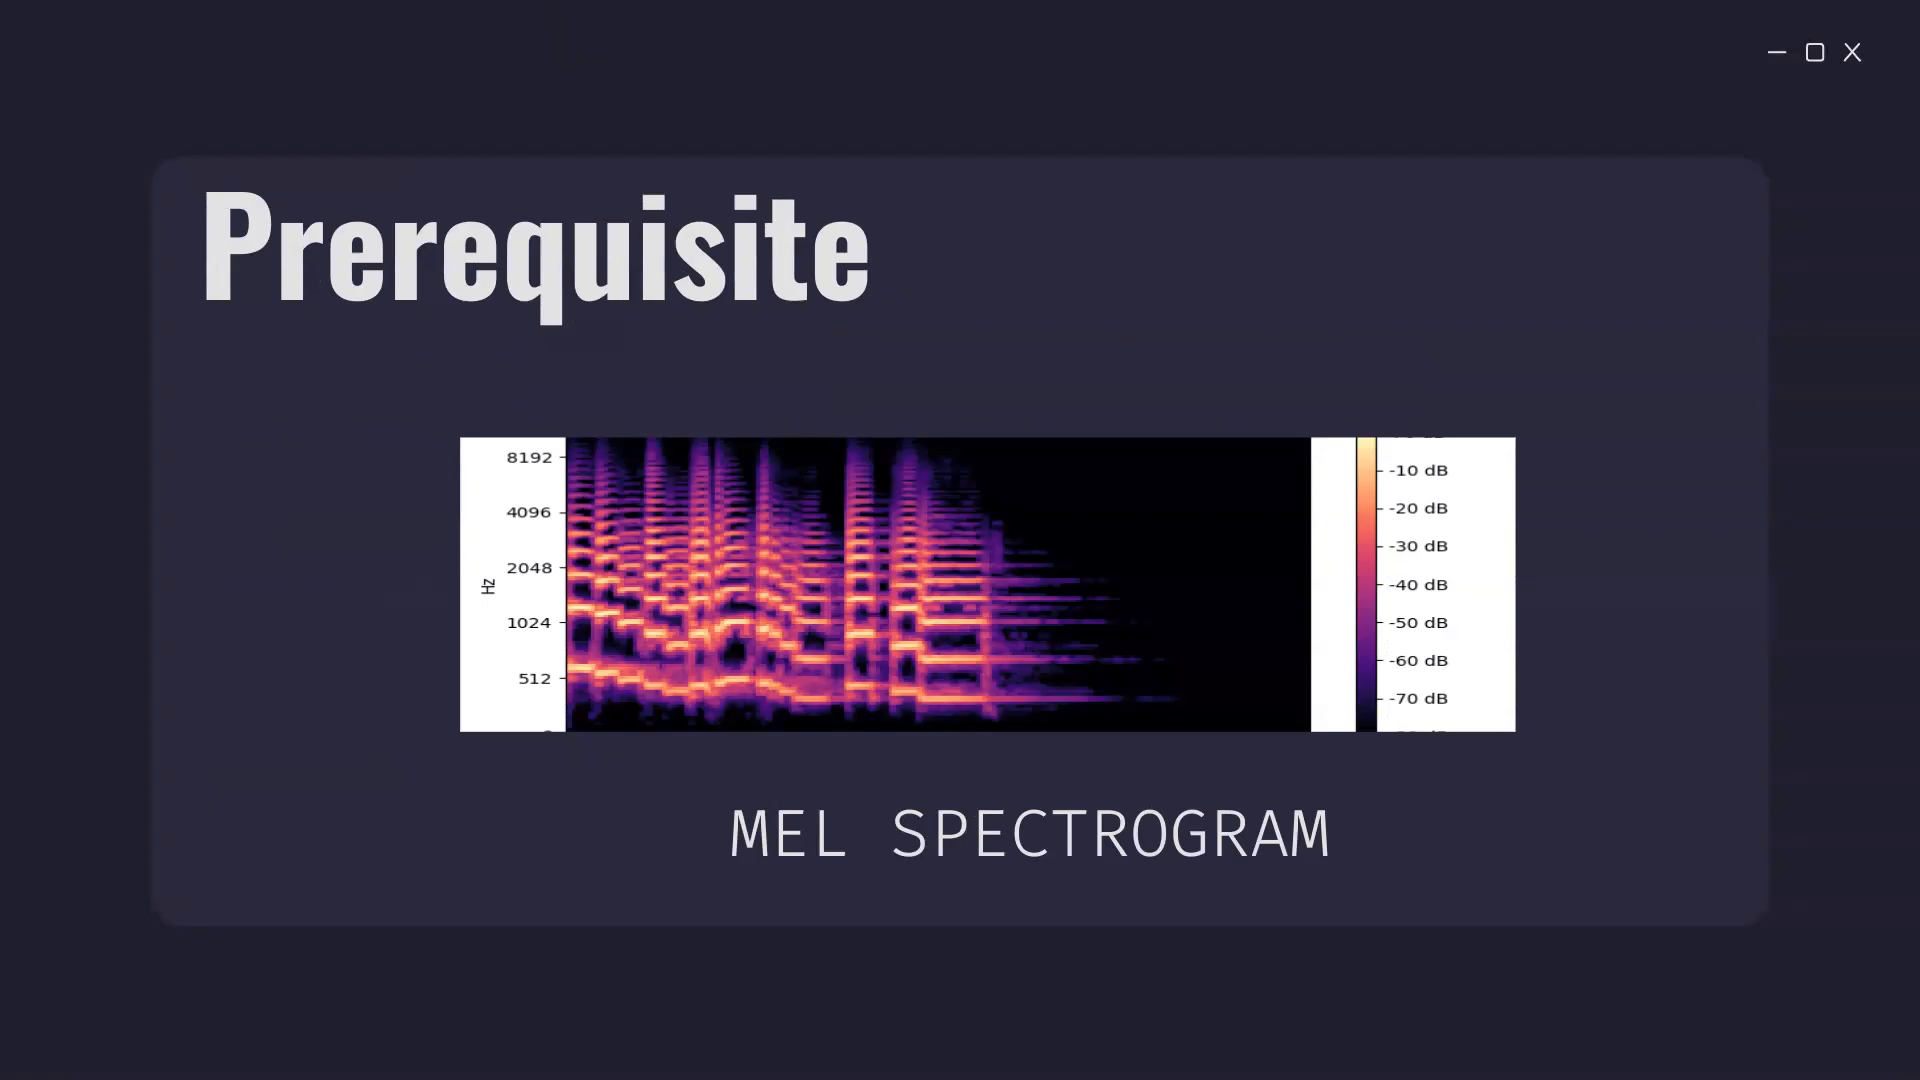 Prerequisite
8192
4096
2048
1024
512
Hz
-10 dB
-20 dB
-30 dB
-40 dB
-50 dB
-60 dB
-70 dB
MEL SPECTROGRAM